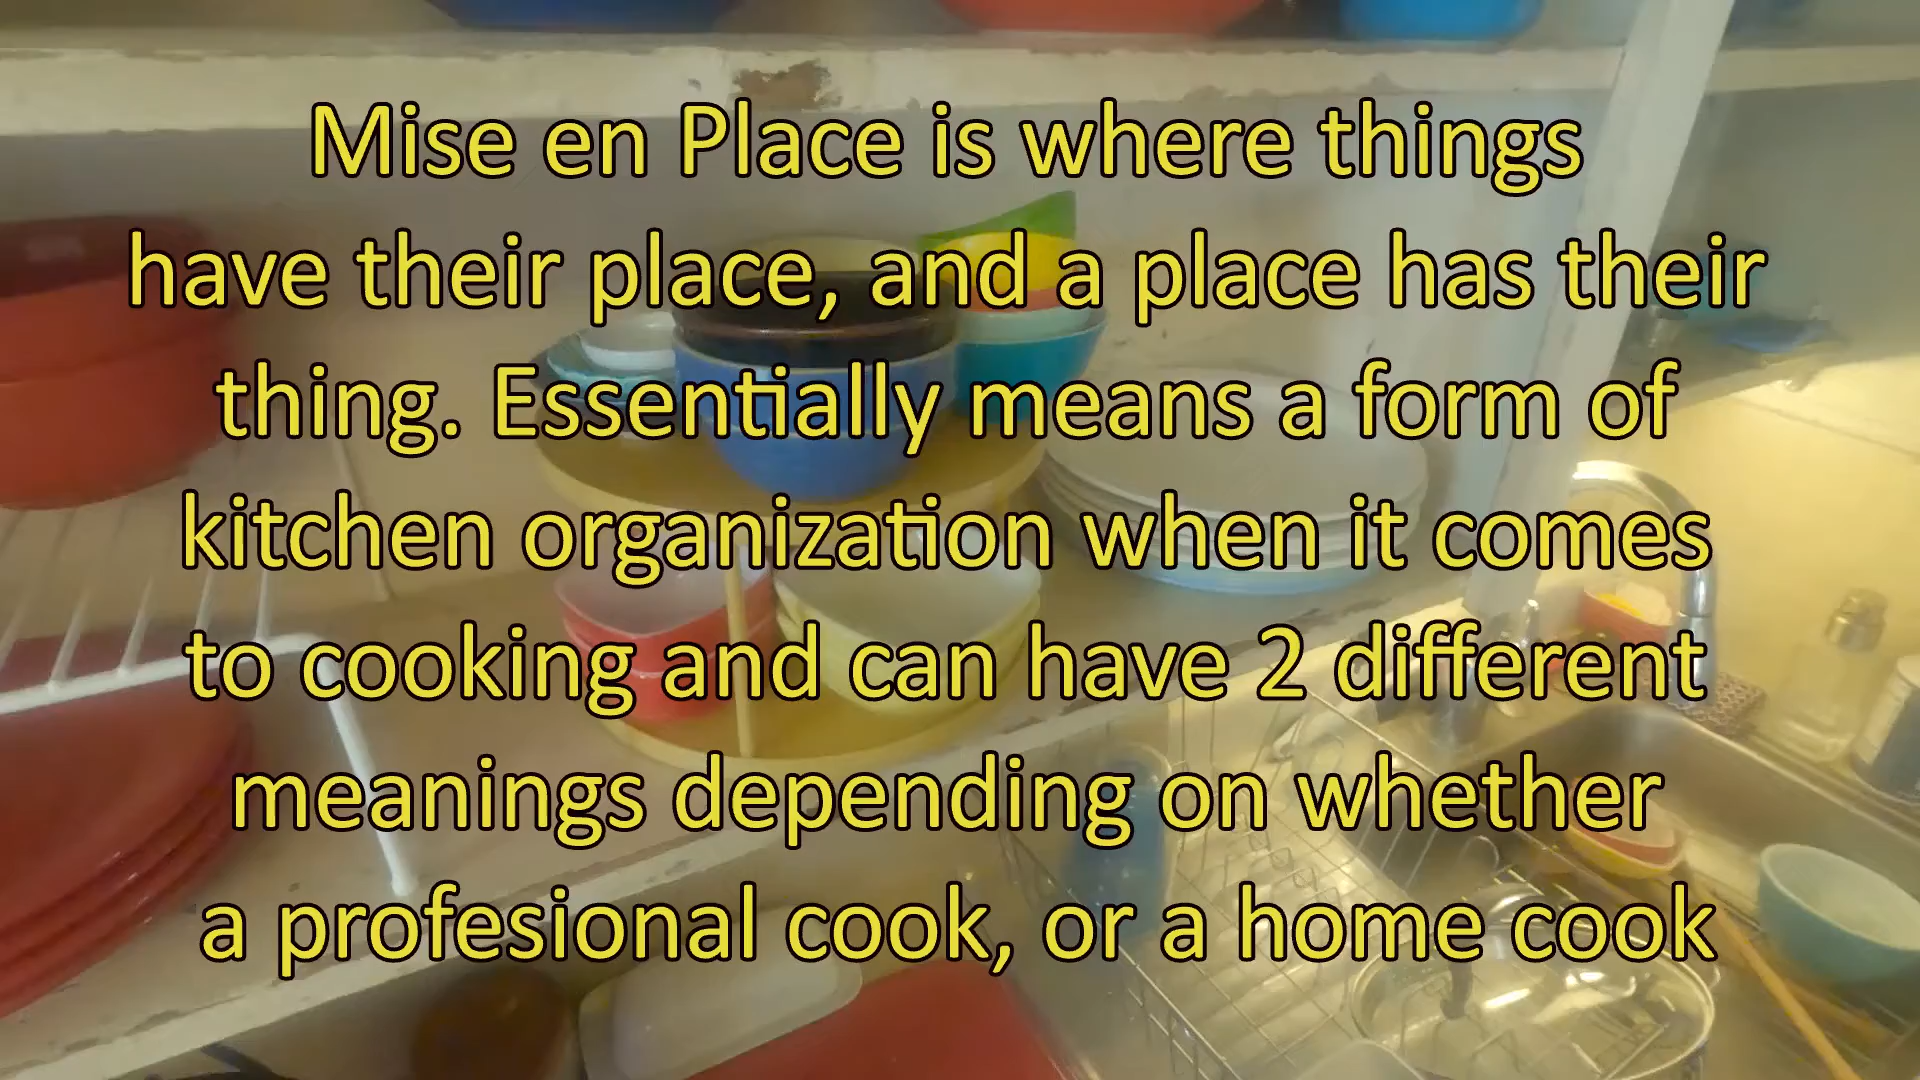 Mise en Place is where things
have their place, and a place has their
thing. Essentially means a form of
kitchen organization when it comes
to cooking and can have 2 different
meanings depending on whether
a profesional cook, or a home cook